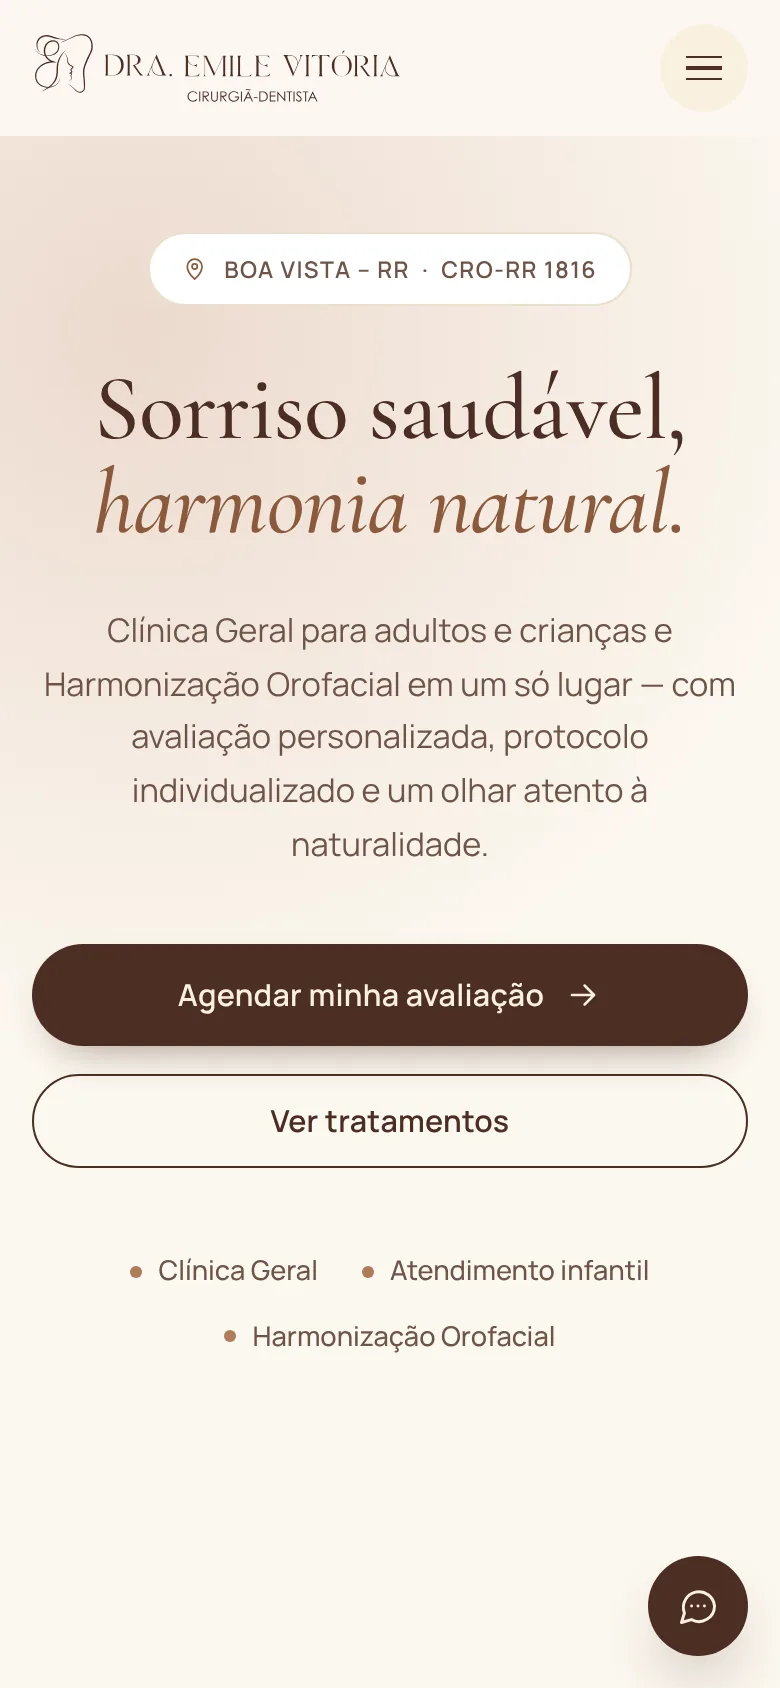 DRA. EMILE VITÓRIA
CIRURGIÃ-DENTISTA
BOA VISTA – RR · CRO-RR 1816
Sorriso saudável,
harmonia natural.
Clínica Geral para adultos e crianças e
Harmonização Orofacial em um só lugar — com
avaliação personalizada, protocolo
individualizado e um olhar atento à
naturalidade.
Agendar minha avaliação →
Ver tratamentos
Clínica Geral
Atendimento infantil
Harmonização Orofacial